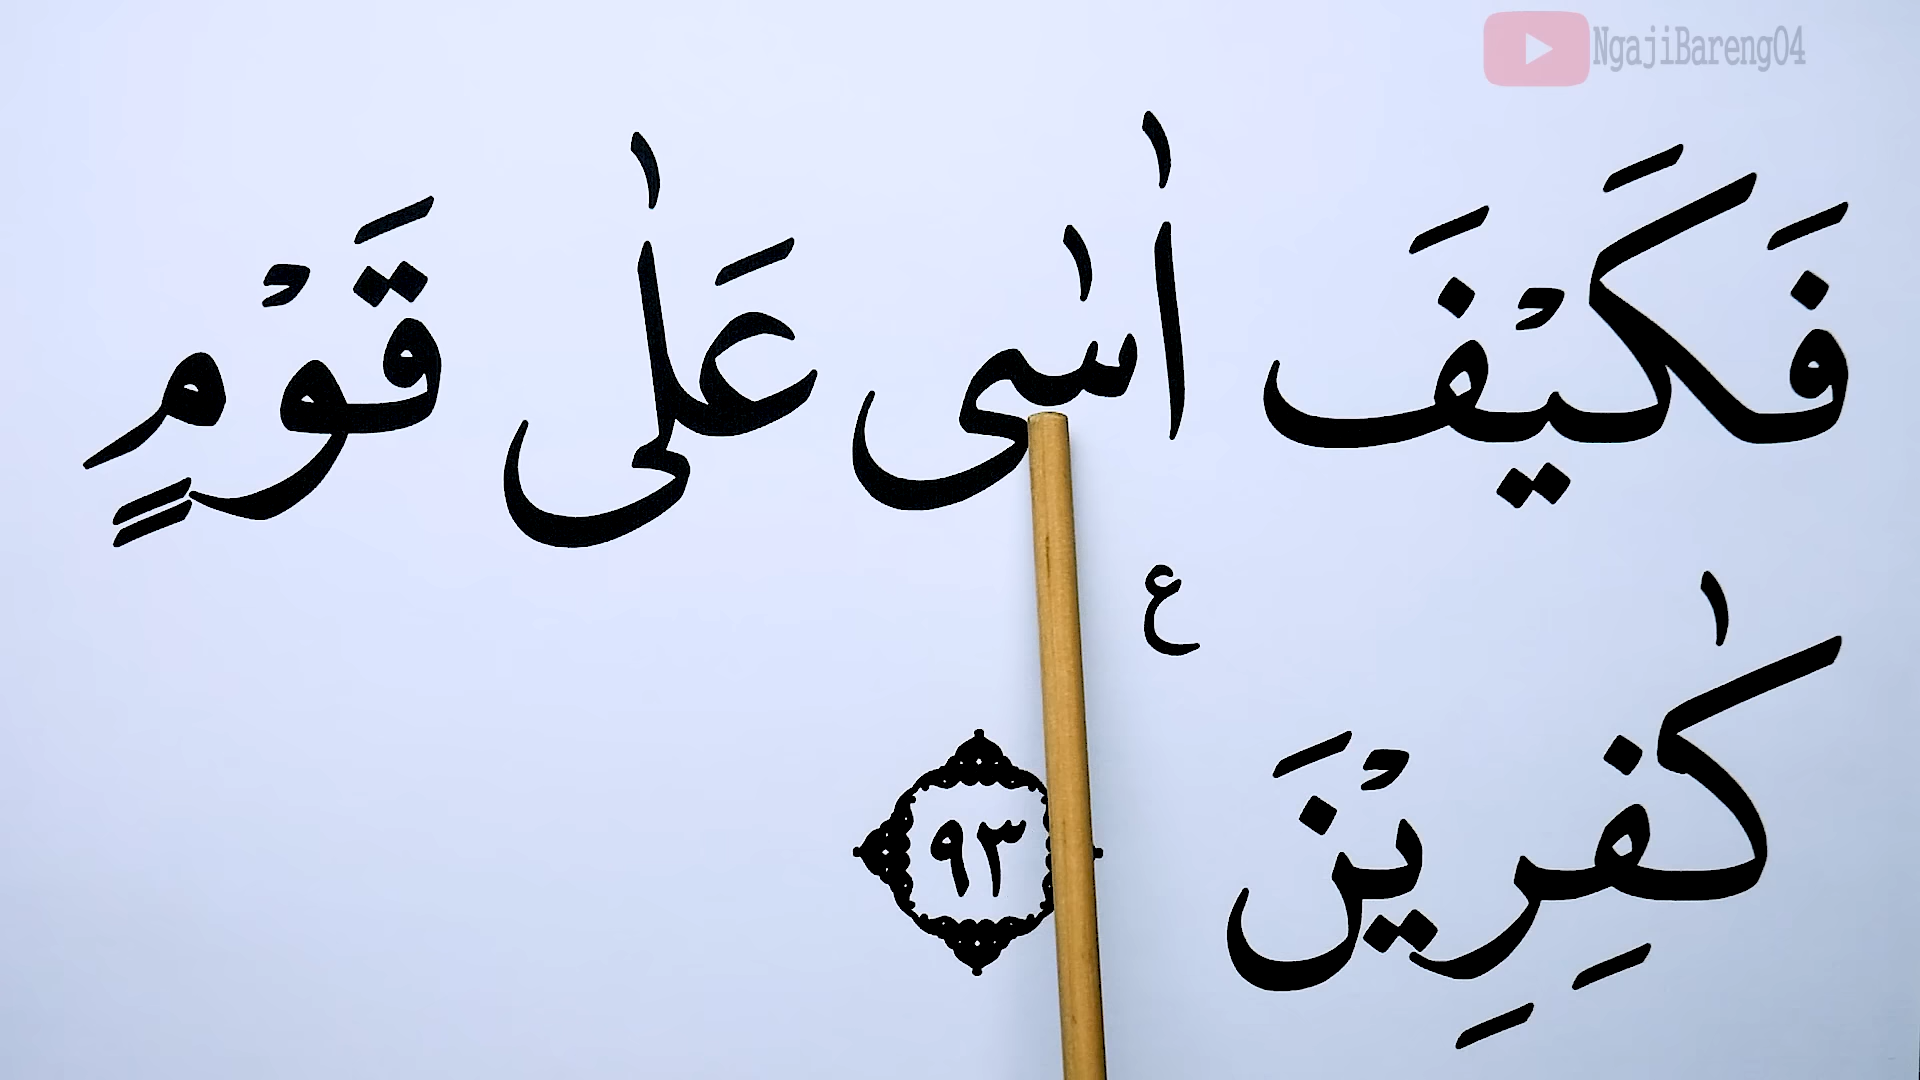 NgajiBareng04
فَكَيْفَ اٰسٰى عَلٰى قَوْمٍ
كٰفِرِيْنَ ع ٩٣